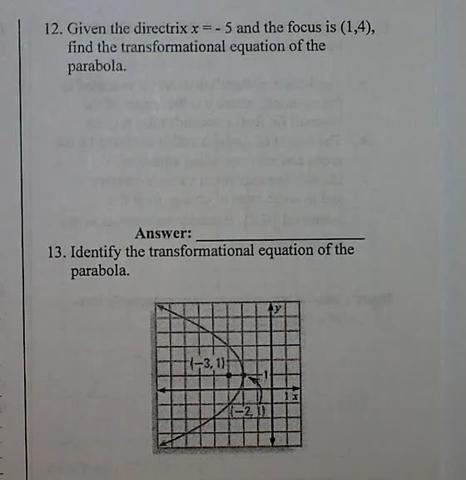 12. Given the directrix x = - 5 and the focus is (1,4),
find the transformational equation of the
parabola.
Answer:
13. Identify the transformational equation of the
parabola.
y
(-3, 1)
1
1 x
(-2, 1)